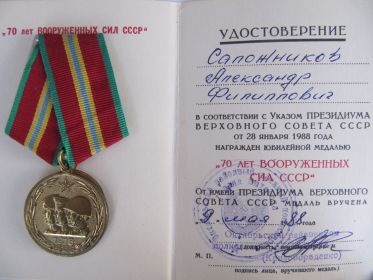 „70 лет ВООРУЖЕННЫХ СИЛ СССР"
УДОСТОВЕРЕНИЕ
Сапожников
Александр
Филиппович
В СООТВЕТСТВИИ С УКАЗОМ ПРЕЗИДИУМА
ВЕРХОВНОГО СОВЕТА СССР
ОТ 28 ЯНВАРЯ 1988 ГОДА
НАГРАЖДЕН ЮБИЛЕЙНОЙ МЕДАЛЬЮ
„70 ЛЕТ ВООРУЖЕННЫХ
СИЛ СССР"
ОТ ИМЕНИ ПРЕЗИДИУМА ВЕРХОВНОГО
СОВЕТА СССР МЕДАЛЬ ВРУЧЕНА
9 мая 1988 года
М. П.
подпись лица, вручившего медаль)